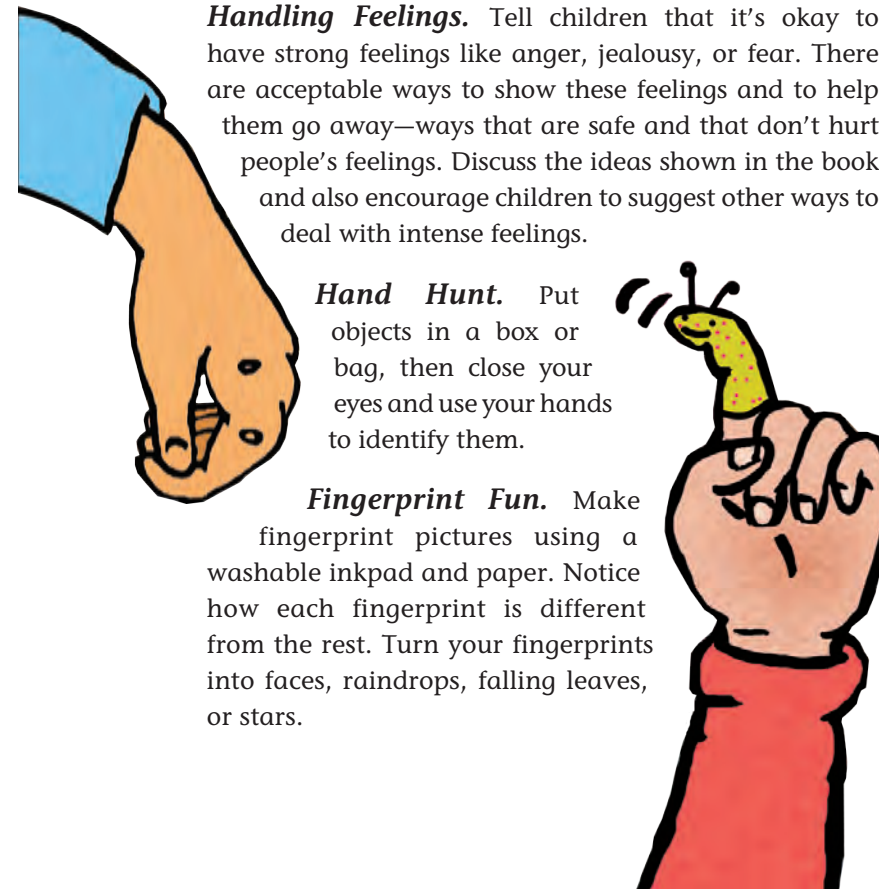 Handling Feelings. Tell children that it's okay to
have strong feelings like anger, jealousy, or fear. There
are acceptable ways to show these feelings and to help
them go away—ways that are safe and that don't hurt
people's feelings. Discuss the ideas shown in the book
and also encourage children to suggest other ways to
deal with intense feelings.
Hand Hunt. Put
objects in a box or
bag, then close your
eyes and use your hands
to identify them.
Fingerprint Fun. Make
fingerprint pictures using a
washable inkpad and paper. Notice
how each fingerprint is different
from the rest. Turn your fingerprints
into faces, raindrops, falling leaves,
or stars.